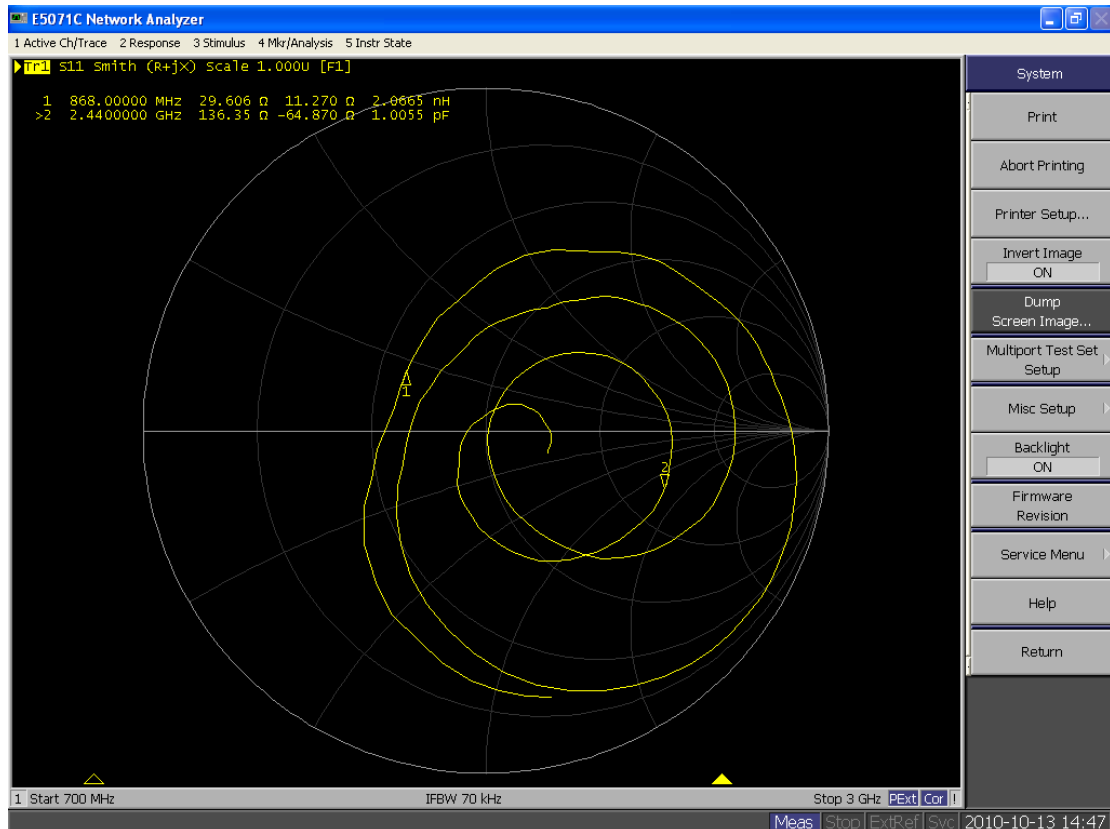 E5071C Network Analyzer
1 Active Ch/Trace 2 Response 3 Stimulus 4 Mkr/Analysis 5 Instr State
Tr1 S11 Smith (R+jX) Scale 1.000U [F1]
1 868.00000 MHz 29.606 Ω 11.270 Ω 2.0665 nH
>2 2.4400000 GHz 136.35 Ω -64.870 Ω 1.0055 pF
1
2
System
Print
Abort Printing
Printer Setup...
Invert Image
ON
Dump
Screen Image...
Multiport Test Set
Setup
Misc Setup
Backlight
ON
Firmware
Revision
Service Menu
Help
Return
1 Start 700 MHz IFBW 70 kHz Stop 3 GHz PExt Cor !
Meas Stop ExtRef Svc 2010-10-13 14:47